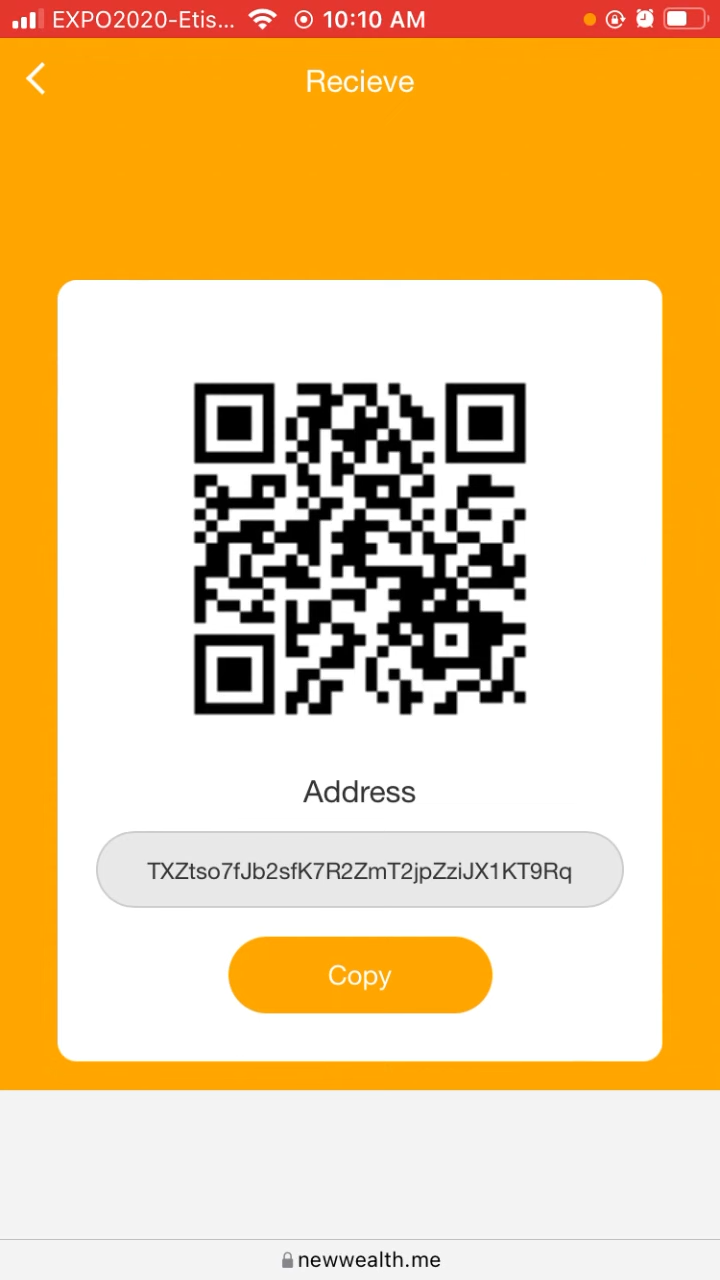 EXPO2020-Etis... 10:10 AM
Recieve
Address
TXZtso7fJb2sfK7R2ZmT2jpZziJX1KT9Rq
Copy
newwealth.me